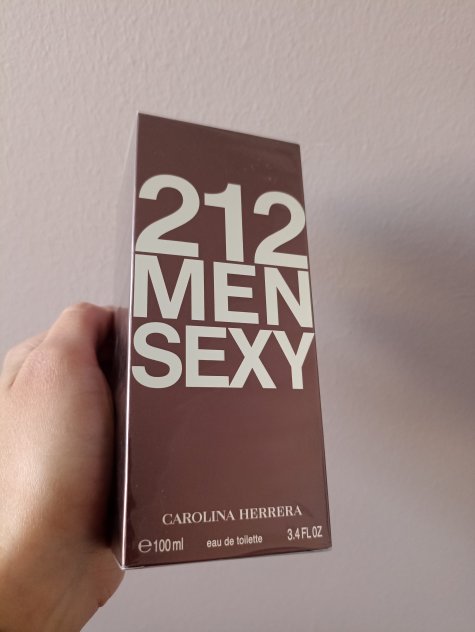 212
MEN
SEXY
CAROLINA HERRERA
℮100ml eau de toilette 3.4 FL OZ